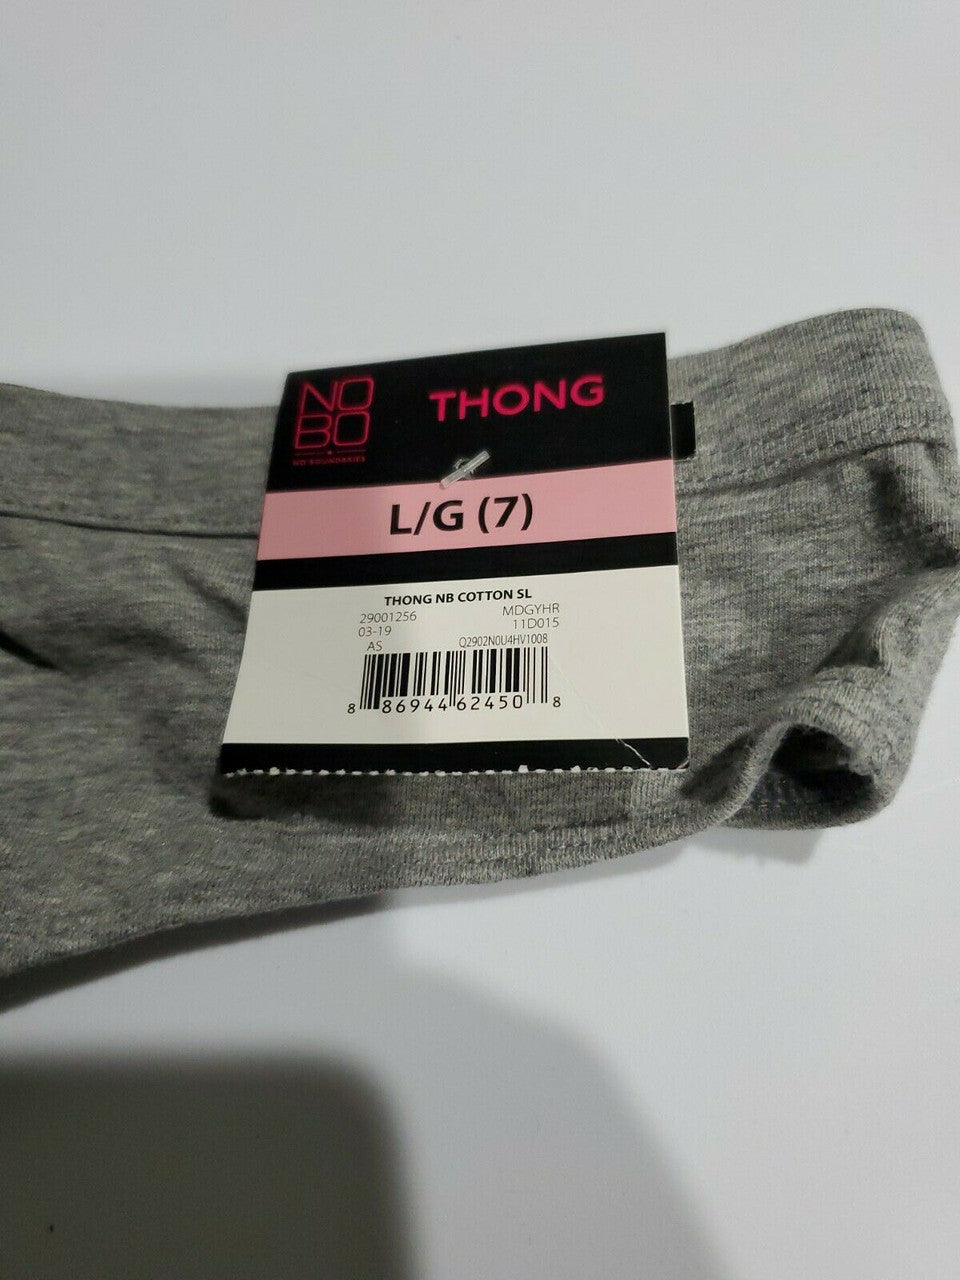 NO
BO
NO BOUNDARIES
THONG
L/G (7)
THONG NB COTTON SL
29001256 MDGYHR
03-19 11D015
AS Q2902N0U4HV1008
8 86944 62450 8